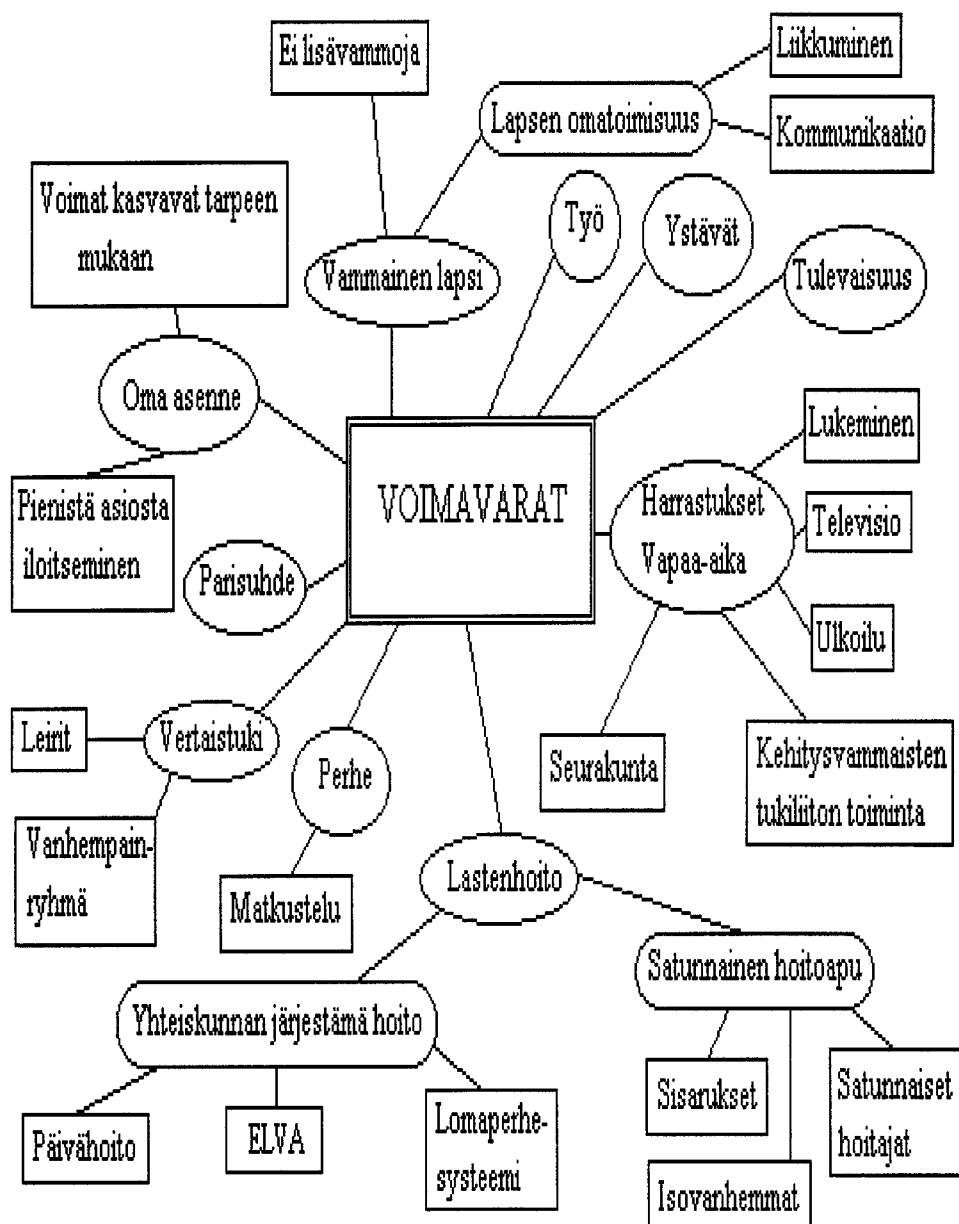 Ei lisävammoja
Liikkuminen
Lapsen omatoimisuus
Kommunikaatio
Voimat kasvavat tarpeen
mukaan
Työ
Ystävät
Vammainen lapsi
Tulevaisuus
Oma asenne
Lukeminen
Pienistä asiosta
iloitseminen
VOIMAVARAT
Harrastukset
Vapaa-aika
Televisio
Parisuhde
Ulkoilu
Leirit
Vertaistuki
Perhe
Seurakunta
Kehitysvammaisten
tukiliiton toiminta
Vanhempain-
ryhmä
Matkustelu
Lastenhoito
Satunnainen hoitoapu
Yhteiskunnan järjestämä hoito
Päivähoito
ELVA
Lomaperhe-
systeemi
Sisarukset
Isovanhemmat
Satunnaiset
hoitajat